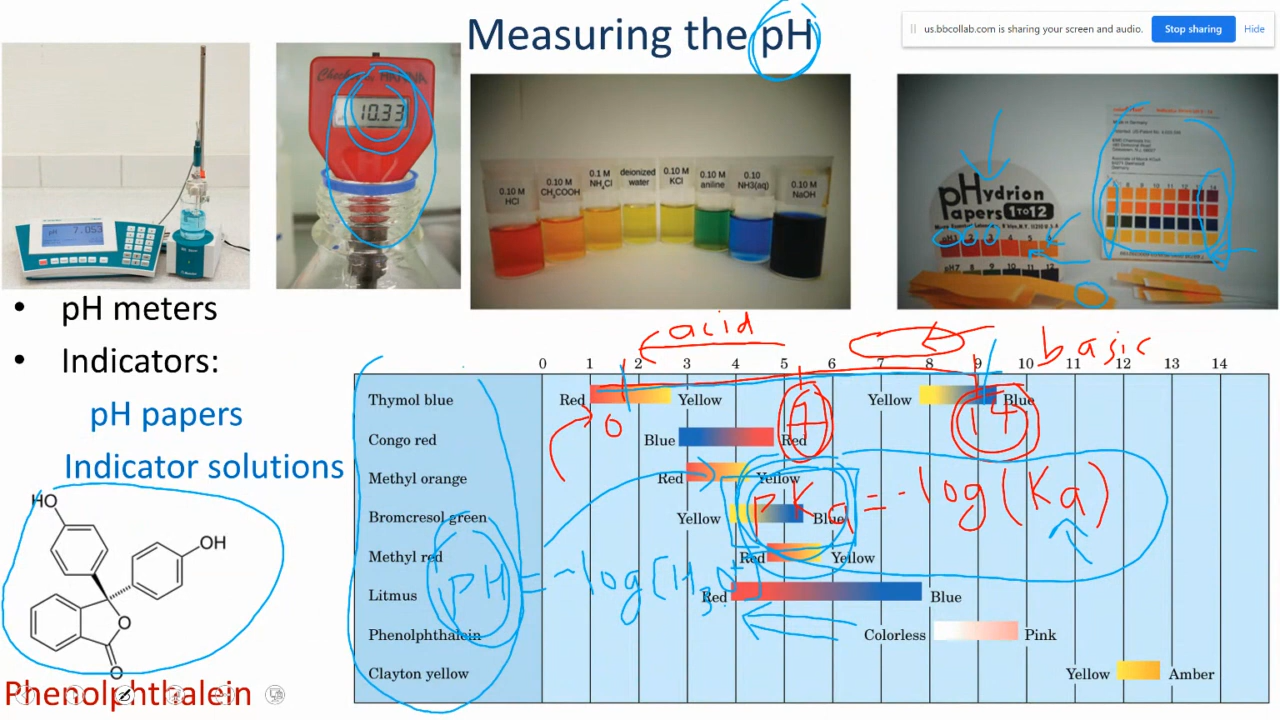 Measuring the pH
us.bbcollab.com is sharing your screen and audio.
Stop sharing
Hide
pH 7.053
Checker HANNA
10.33
0.10 M HCl
0.10 M CH₃COOH
0.1 M NH₄Cl
deionized water
0.10 M KCl
0.10 M aniline
0.10 NH3(aq)
0.10 M NaOH
pHydrion
Papers 1 TO 12
• pH meters
• Indicators:
pH papers
Indicator solutions
HO
OH
O
O
Phenolphthalein
acid
basic
0 1 2 3 4 5 6 7 8 9 10 11 12 13 14
Thymol blue Red Yellow Yellow Blue
0 7 14
Congo red Blue Red
Methyl orange Red Yellow
pKa = -log(Ka)
Bromcresol green Yellow Blue
Methyl red Red Yellow
pH = -log[H₃O⁺]
Litmus Red Blue
Phenolphthalein Colorless Pink
Clayton yellow Yellow Amber